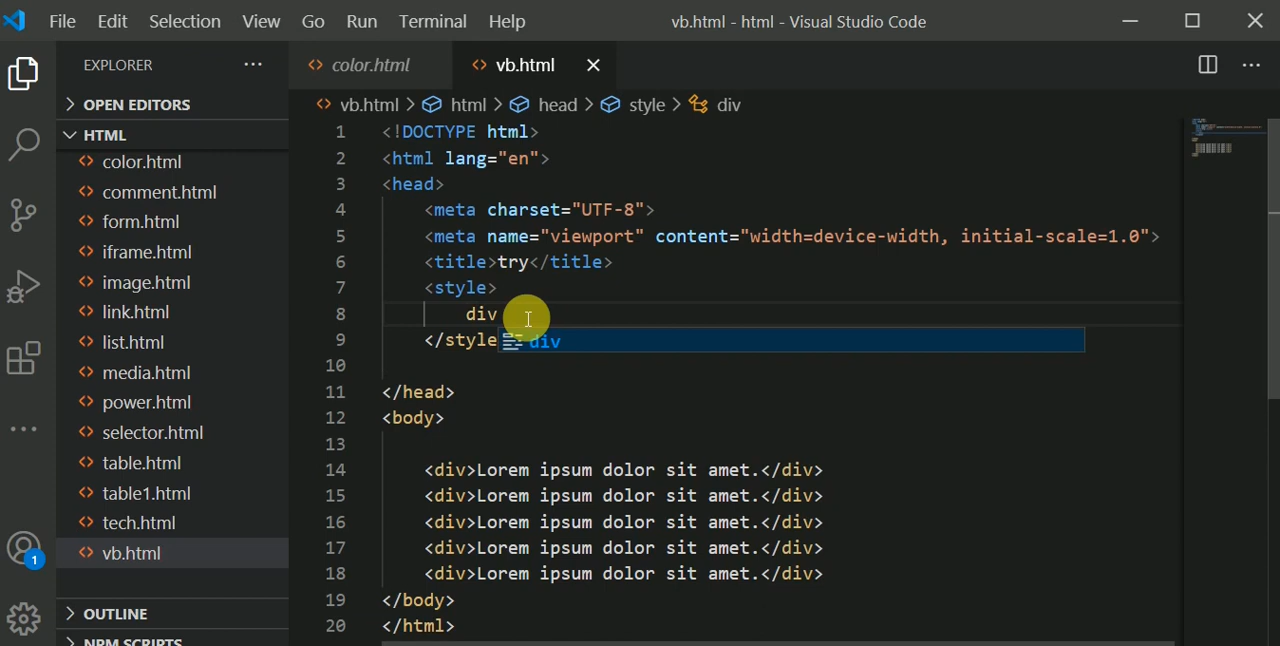 File Edit Selection View Go Run Terminal Help vb.html - html - Visual Studio Code
EXPLORER
color.html
vb.html
OPEN EDITORS
vb.html > html > head > style > div
HTML
color.html
comment.html
form.html
iframe.html
image.html
link.html
list.html
media.html
power.html
selector.html
table.html
table1.html
tech.html
vb.html
OUTLINE
NPM SCRIPTS
1
1 <!DOCTYPE html>
2 <html lang="en">
3 <head>
4 <meta charset="UTF-8">
5 <meta name="viewport" content="width=device-width, initial-scale=1.0">
6 <title>try</title>
7 <style>
8 div
9 </style
div
10
11 </head>
12 <body>
13
14 <div>Lorem ipsum dolor sit amet.</div>
15 <div>Lorem ipsum dolor sit amet.</div>
16 <div>Lorem ipsum dolor sit amet.</div>
17 <div>Lorem ipsum dolor sit amet.</div>
18 <div>Lorem ipsum dolor sit amet.</div>
19 </body>
20 </html>